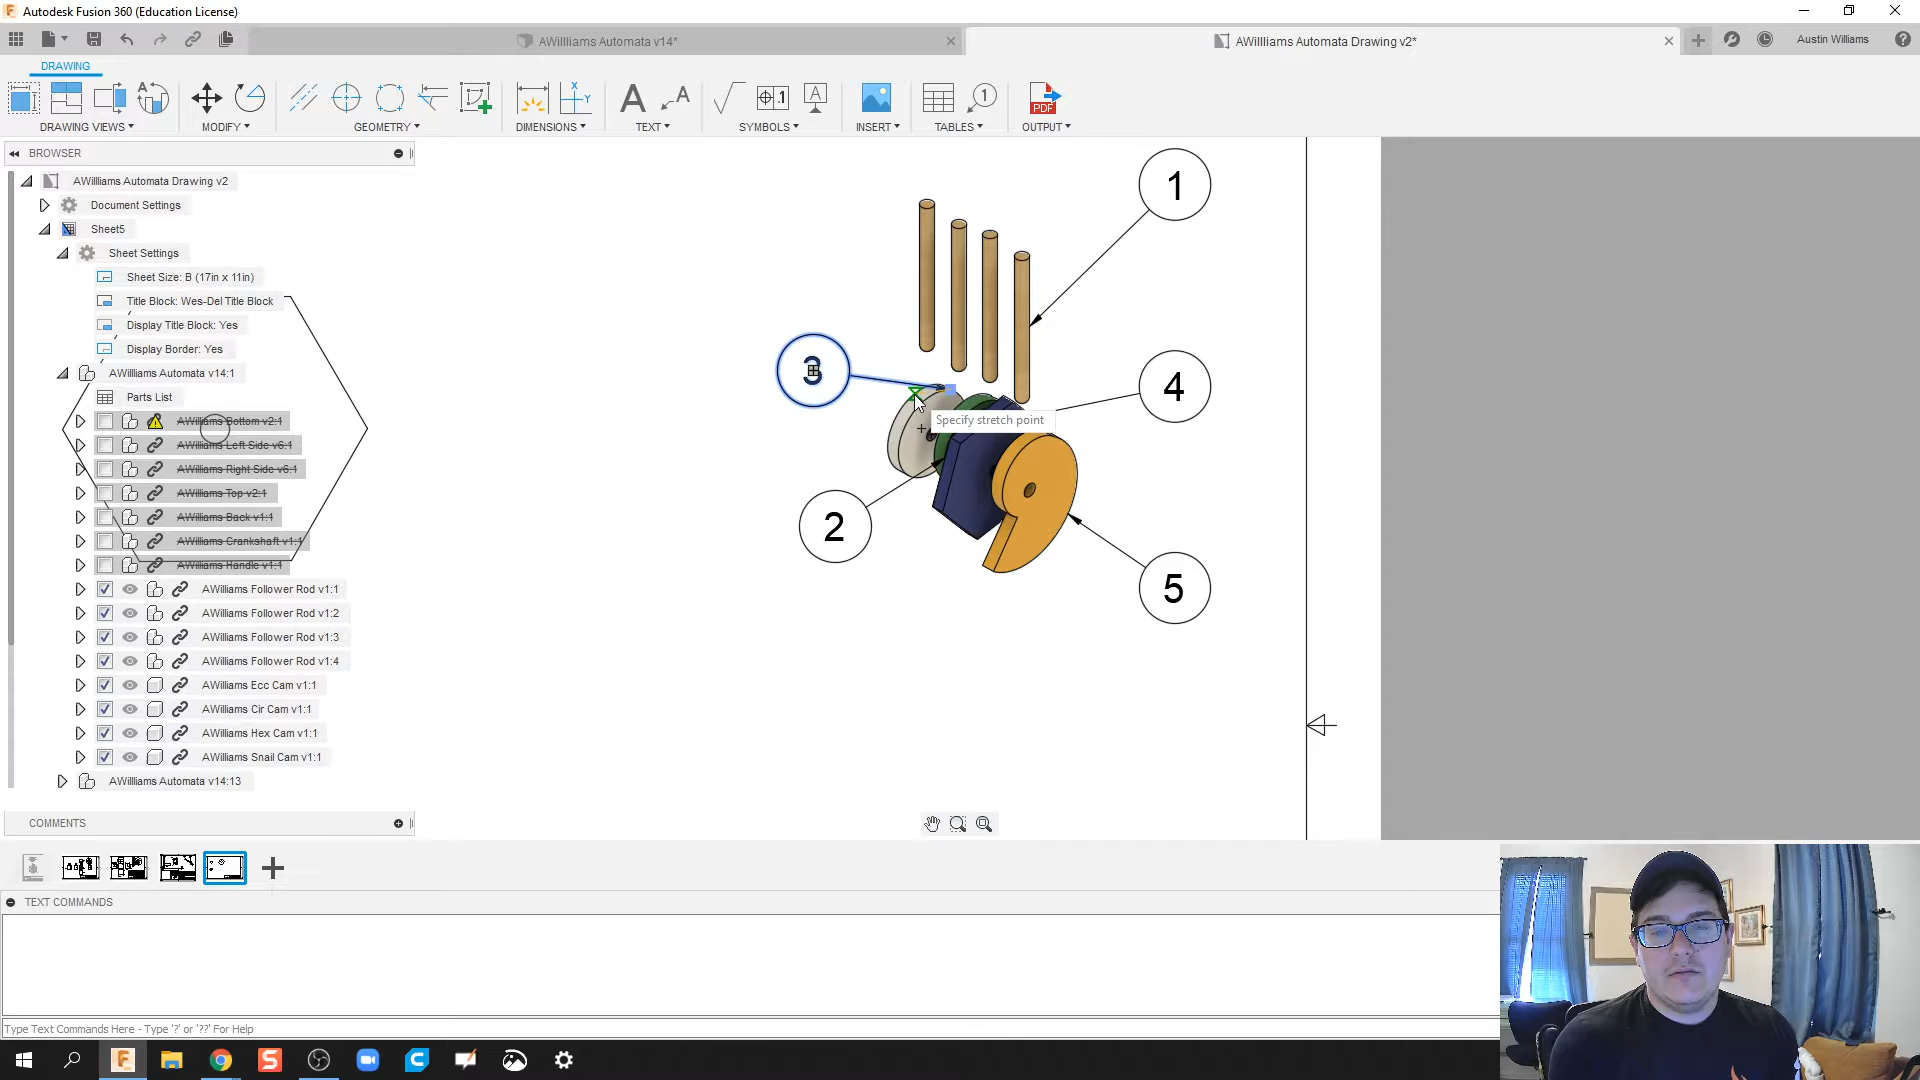 Autodesk Fusion 360 (Education License)
AWillliams Automata v14*
AWillliams Automata Drawing v2*
Austin Williams
DRAWING
DRAWING VIEWS
MODIFY
GEOMETRY
DIMENSIONS
TEXT
SYMBOLS
INSERT
TABLES
OUTPUT
BROWSER
AWillliams Automata Drawing v2
Document Settings
Sheet5
Sheet Settings
Sheet Size: B (17in x 11in)
Title Block: Wes-Del Title Block
Display Title Block: Yes
Display Border: Yes
AWillliams Automata v14:1
Parts List
AWilliams Bottom v2:1
AWilliams Left Side v6:1
AWilliams Right Side v6:1
AWilliams Top v2:1
AWilliams Back v1:1
AWilliams Crankshaft v1:1
AWilliams Handle v1:1
AWilliams Follower Rod v1:1
AWilliams Follower Rod v1:2
AWilliams Follower Rod v1:3
AWilliams Follower Rod v1:4
AWilliams Ecc Cam v1:1
AWilliams Cir Cam v1:1
AWilliams Hex Cam v1:1
AWilliams Snail Cam v1:1
AWillliams Automata v14:13
1
3
4
Specify stretch point
2
5
COMMENTS
TEXT COMMANDS
Type Text Commands Here - Type '?' or '??' For Help